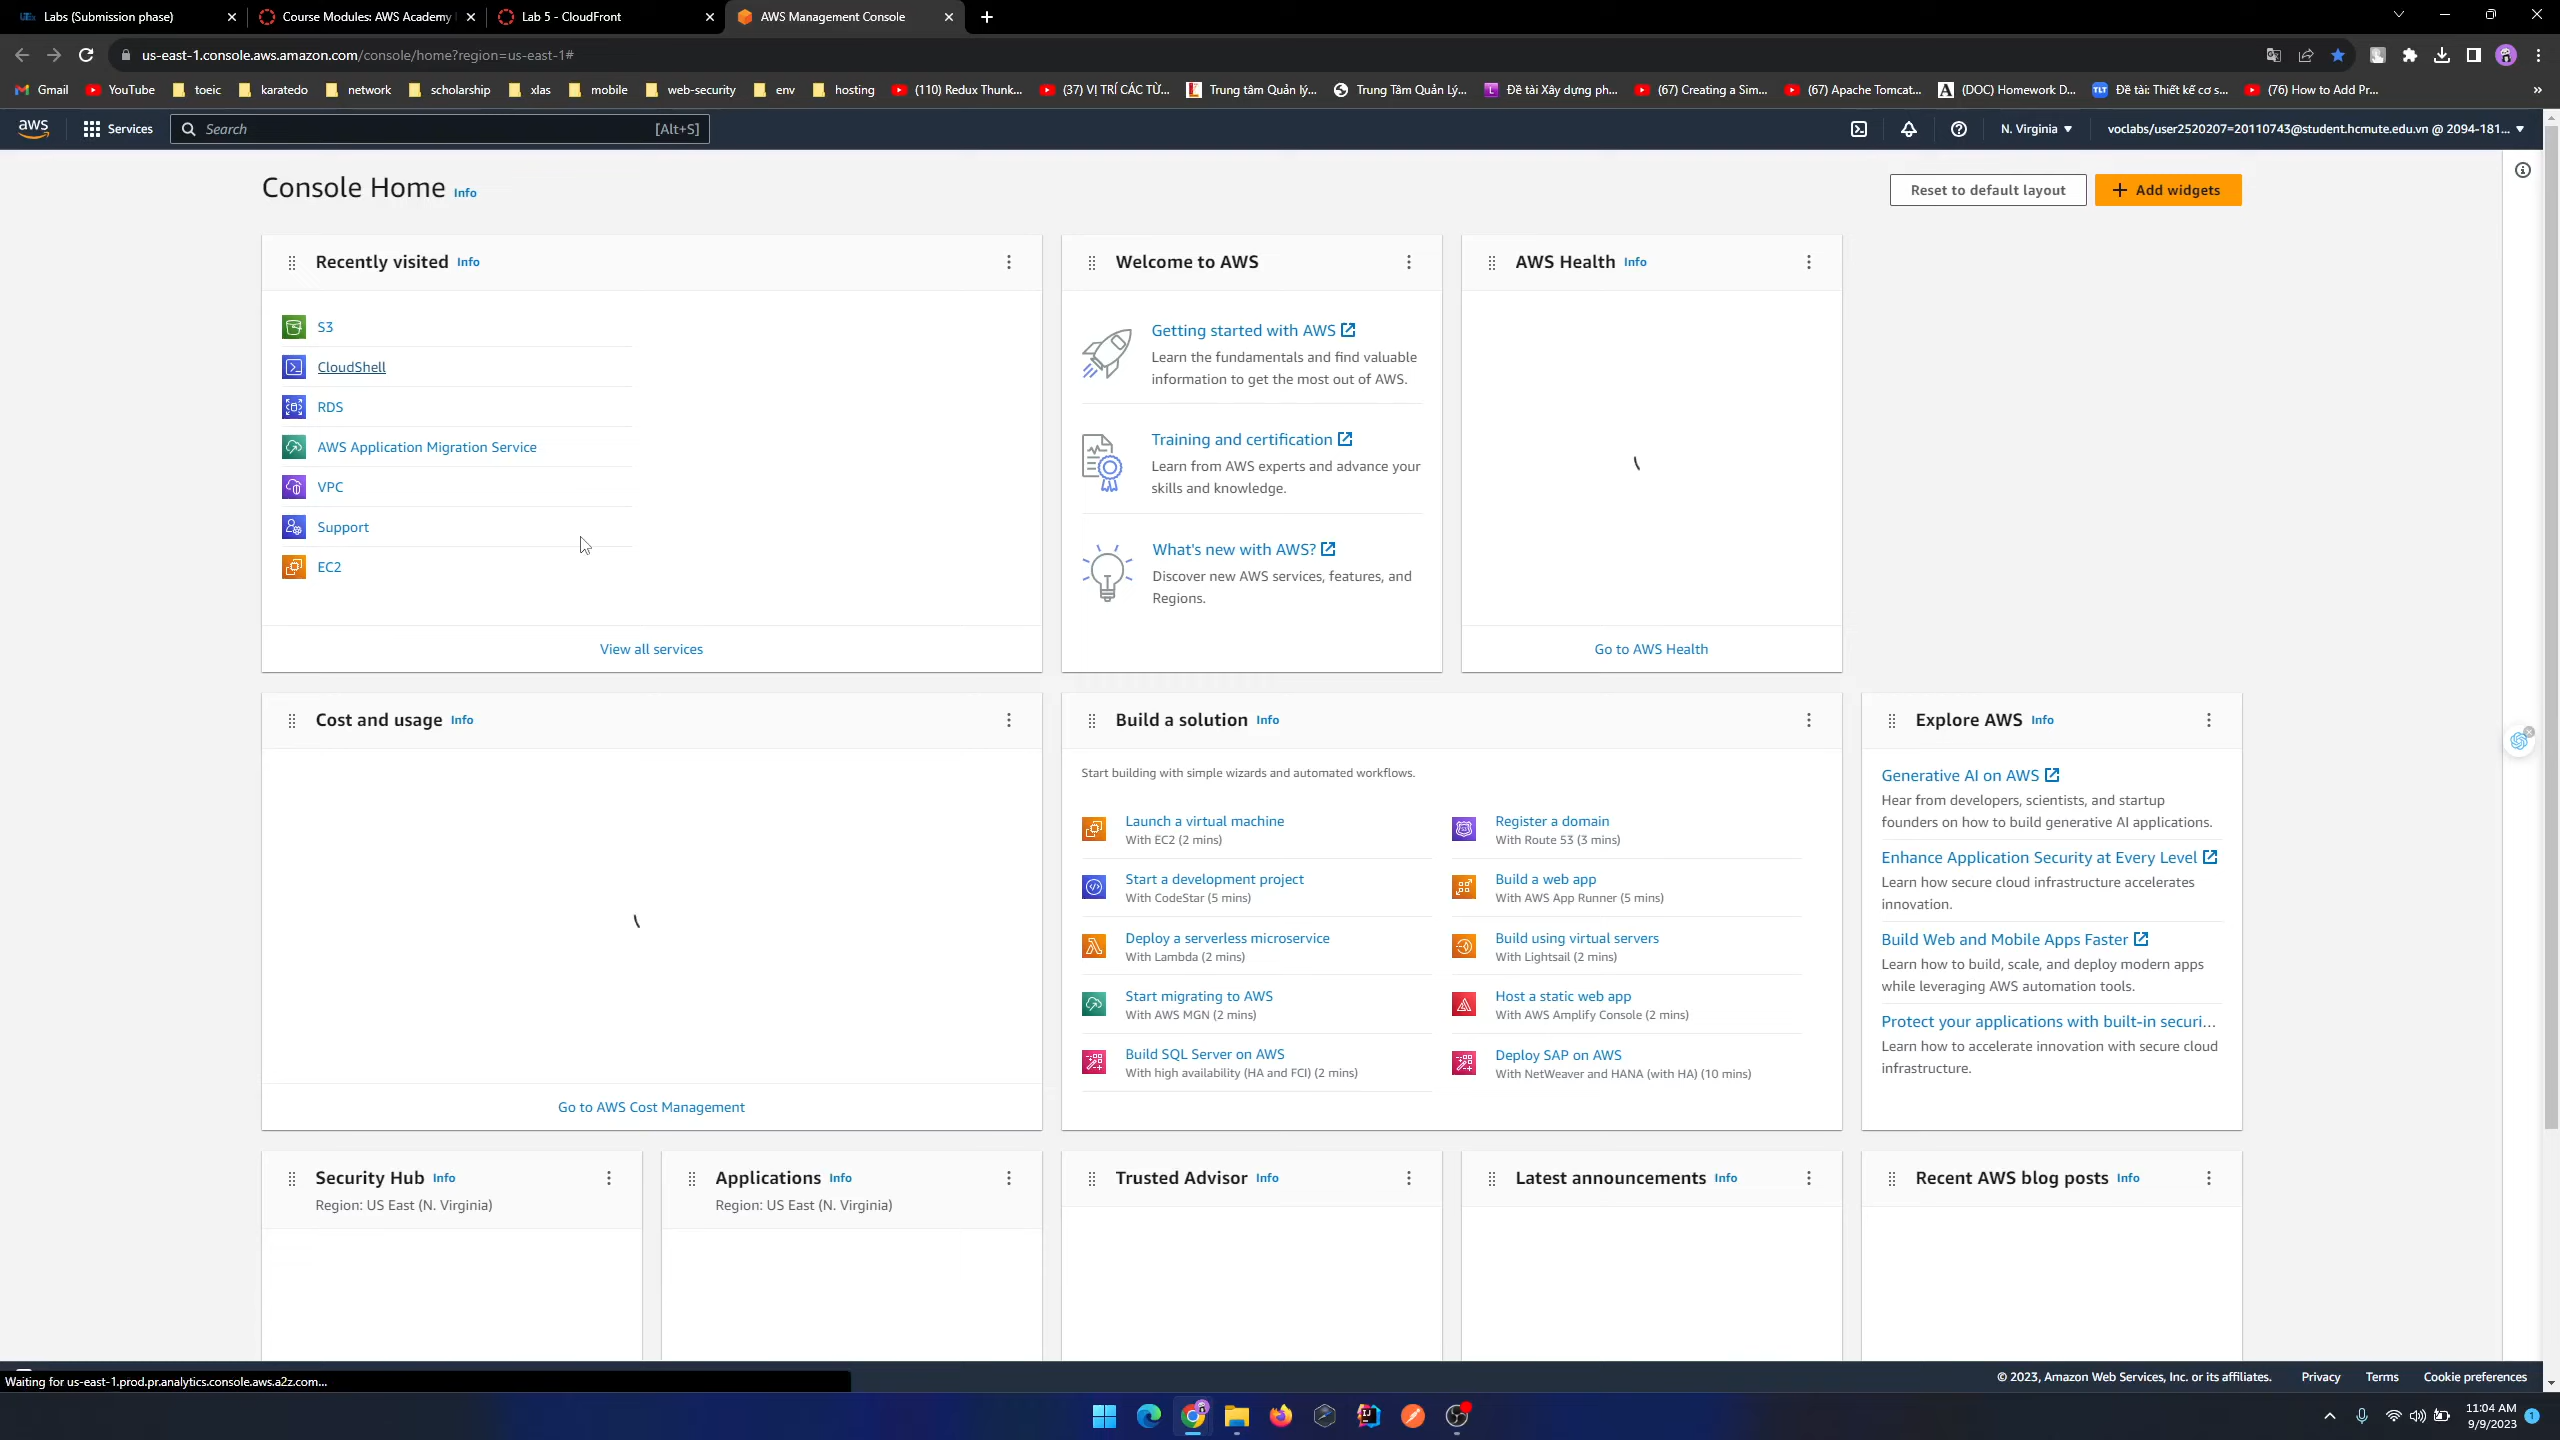 Labs (Submission phase)
Course Modules: AWS Academy
Lab 5 - CloudFront
AWS Management Console
us-east-1.console.aws.amazon.com/console/home?region=us-east-1#
Gmail
YouTube
toeic
karatedo
network
scholarship
xlas
mobile
web-security
env
hosting
(110) Redux Thunk...
(37) VỊ TRÍ CÁC TỪ...
Trung tâm Quản lý...
Trung Tâm Quản Lý...
Đề tài Xây dựng ph...
(67) Creating a Sim...
(67) Apache Tomcat...
(DOC) Homework D...
TLT
Đề tài: Thiết kế cơ s...
(76) How to Add Pr...
»
aws
Services
Search
[Alt+S]
N. Virginia
voclabs/user2520207=20110743@student.hcmute.edu.vn @ 2094-181...
Console Home Info
Reset to default layout
Add widgets
Recently visited Info
S3
CloudShell
RDS
AWS Application Migration Service
VPC
Support
EC2
View all services
Welcome to AWS
Getting started with AWS
Learn the fundamentals and find valuable
information to get the most out of AWS.
Training and certification
Learn from AWS experts and advance your
skills and knowledge.
What's new with AWS?
Discover new AWS services, features, and
Regions.
AWS Health Info
Go to AWS Health
Cost and usage Info
Go to AWS Cost Management
Build a solution Info
Start building with simple wizards and automated workflows.
Launch a virtual machine
With EC2 (2 mins)
Start a development project
With CodeStar (5 mins)
Deploy a serverless microservice
With Lambda (2 mins)
Start migrating to AWS
With AWS MGN (2 mins)
Build SQL Server on AWS
With high availability (HA and FCI) (2 mins)
Register a domain
With Route 53 (3 mins)
Build a web app
With AWS App Runner (5 mins)
Build using virtual servers
With Lightsail (2 mins)
Host a static web app
With AWS Amplify Console (2 mins)
Deploy SAP on AWS
With NetWeaver and HANA (with HA) (10 mins)
Explore AWS Info
Generative AI on AWS
Hear from developers, scientists, and startup
founders on how to build generative AI applications.
Enhance Application Security at Every Level
Learn how secure cloud infrastructure accelerates
innovation.
Build Web and Mobile Apps Faster
Learn how to build, scale, and deploy modern apps
while leveraging AWS automation tools.
Protect your applications with built-in securi...
Learn how to accelerate innovation with secure cloud
infrastructure.
Security Hub Info
Region: US East (N. Virginia)
Applications Info
Region: US East (N. Virginia)
Trusted Advisor Info
Latest announcements Info
Recent AWS blog posts Info
Waiting for us-east-1.prod.pr.analytics.console.aws.a2z.com...
© 2023, Amazon Web Services, Inc. or its affiliates.
Privacy
Terms
Cookie preferences
11:04 AM
9/9/2023
1